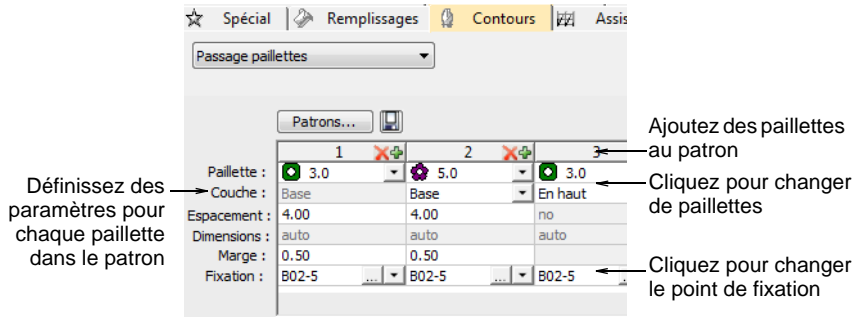 Spécial Remplissages Contours Assis
Passage paillettes
Patrons...
1 2 3
Paillette : 3.0 5.0 3.0
Couche : Base Base En haut
Espacement : 4.00 4.00 no
Dimensions : auto auto auto
Marge : 0.50 0.50
Fixation : B02-5 ... B02-5 ... B02-5
Définissez des
paramètres pour
chaque paillette
dans le patron
Ajoutez des paillettes
au patron
Cliquez pour changer
de paillettes
Cliquez pour changer
le point de fixation